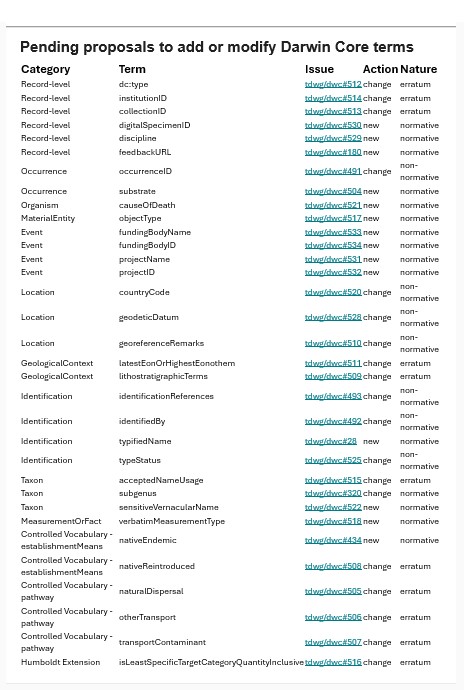 Pending proposals to add or modify Darwin Core terms
Category Term Issue Action Nature
Record-level dc:type tdwg/dwc#512 change erratum
Record-level institutionID tdwg/dwc#514 change erratum
Record-level collectionID tdwg/dwc#513 change erratum
Record-level digitalSpecimenID tdwg/dwc#530 new normative
Record-level discipline tdwg/dwc#529 new normative
Record-level feedbackURL tdwg/dwc#180 new normative
Occurrence occurrenceID tdwg/dwc#491 change non-
normative
Occurrence substrate tdwg/dwc#504 new normative
Organism causeOfDeath tdwg/dwc#521 new normative
MaterialEntity objectType tdwg/dwc#517 new normative
Event fundingBodyName tdwg/dwc#533 new normative
Event fundingBodyID tdwg/dwc#534 new normative
Event projectName tdwg/dwc#531 new normative
Event projectID tdwg/dwc#532 new normative
Location countryCode tdwg/dwc#520 change non-
normative
Location geodeticDatum tdwg/dwc#528 change non-
normative
Location georeferenceRemarks tdwg/dwc#510 change non-
normative
GeologicalContext latestEonOrHighestEonothem tdwg/dwc#511 change erratum
GeologicalContext lithostratigraphicTerms tdwg/dwc#509 change erratum
Identification identificationReferences tdwg/dwc#493 change non-
normative
Identification identifiedBy tdwg/dwc#492 change non-
normative
Identification typifiedName tdwg/dwc#28 new normative
Identification typeStatus tdwg/dwc#525 change non-
normative
Taxon acceptedNameUsage tdwg/dwc#515 change erratum
Taxon subgenus tdwg/dwc#320 change normative
Taxon sensitiveVernacularName tdwg/dwc#522 new normative
MeasurementOrFact verbatimMeasurementType tdwg/dwc#518 new normative
Controlled Vocabulary -
establishmentMeans nativeEndemic tdwg/dwc#434 new normative
Controlled Vocabulary -
establishmentMeans nativeReintroduced tdwg/dwc#508 change erratum
Controlled Vocabulary -
pathway naturalDispersal tdwg/dwc#505 change erratum
Controlled Vocabulary -
pathway otherTransport tdwg/dwc#506 change erratum
Controlled Vocabulary -
pathway transportContaminant tdwg/dwc#507 change erratum
Humboldt Extension isLeastSpecificTargetCategoryQuantityInclusive tdwg/dwc#516 change erratum